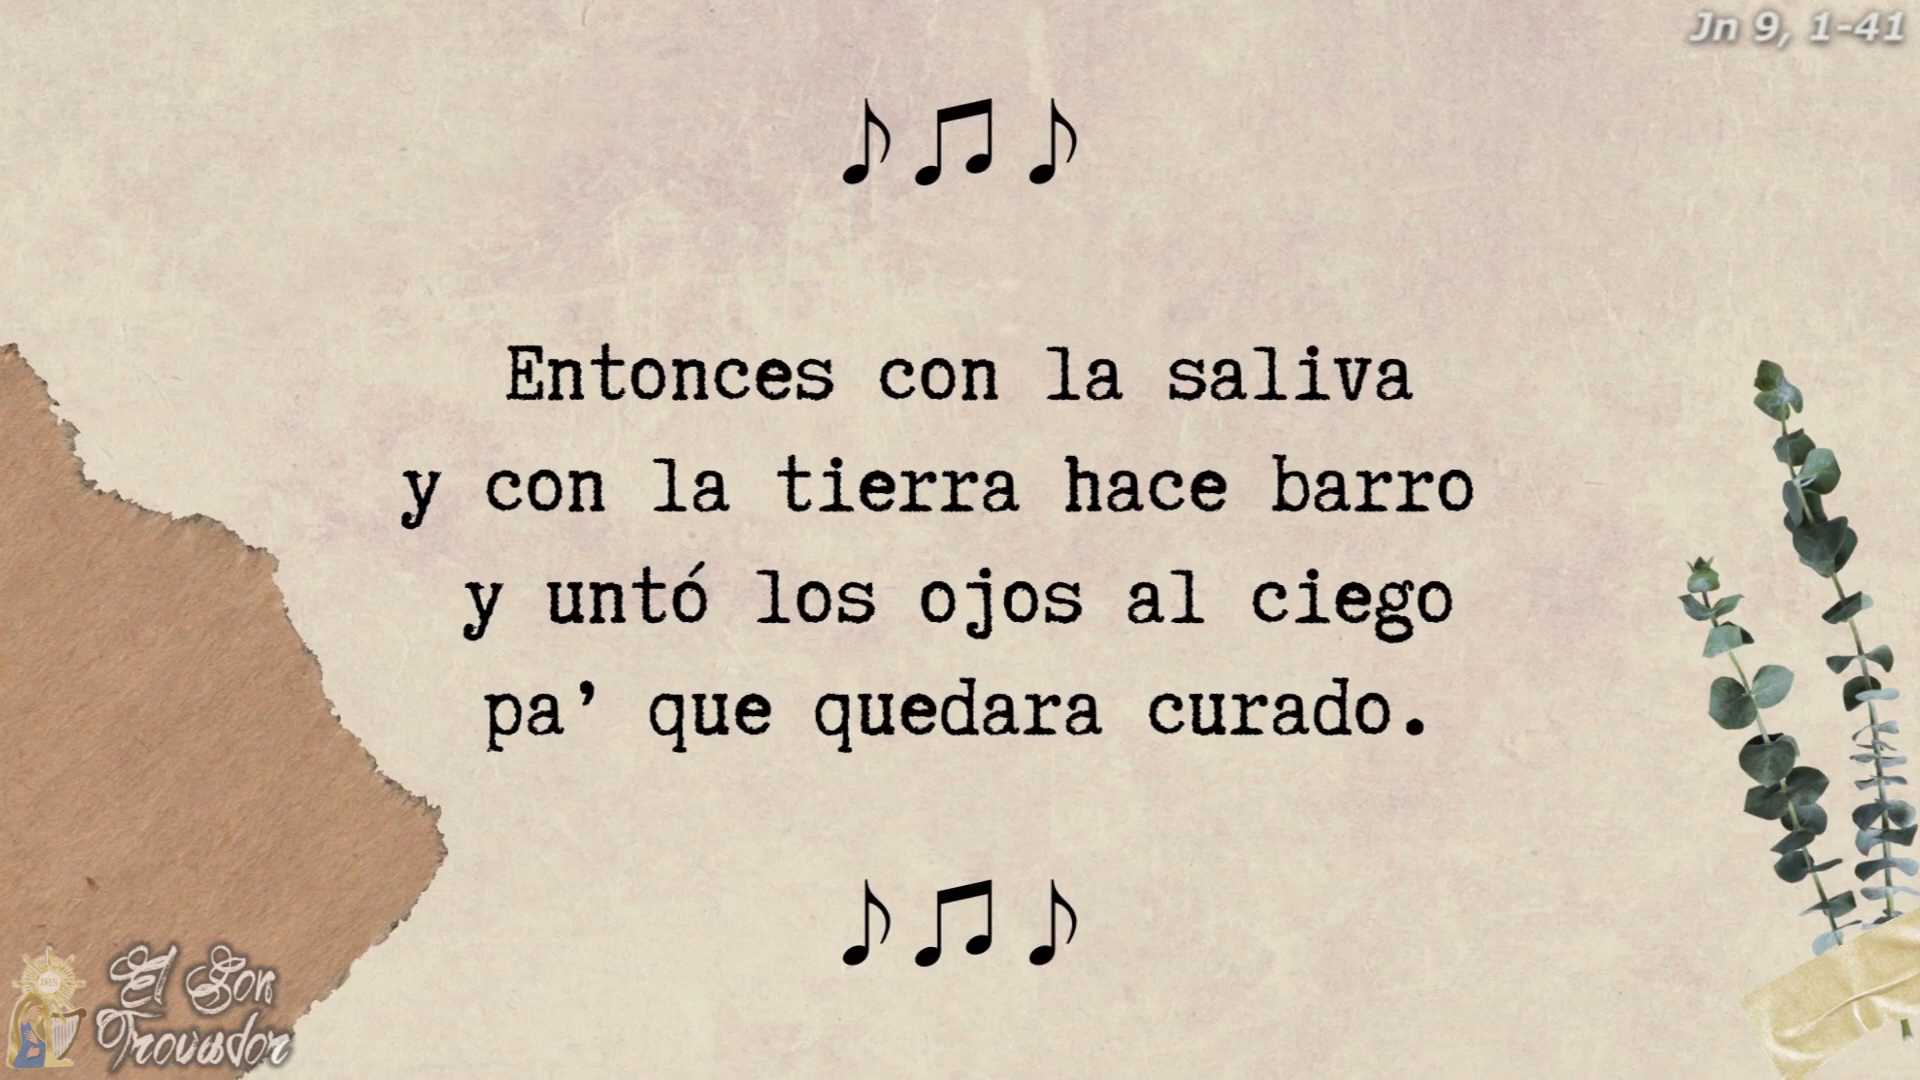 Jn 9, 1-41
♪♫♪
Entonces con la saliva
y con la tierra hace barro
y untó los ojos al ciego
pa’ que quedara curado.
♪♫♪
El Son
Trovador